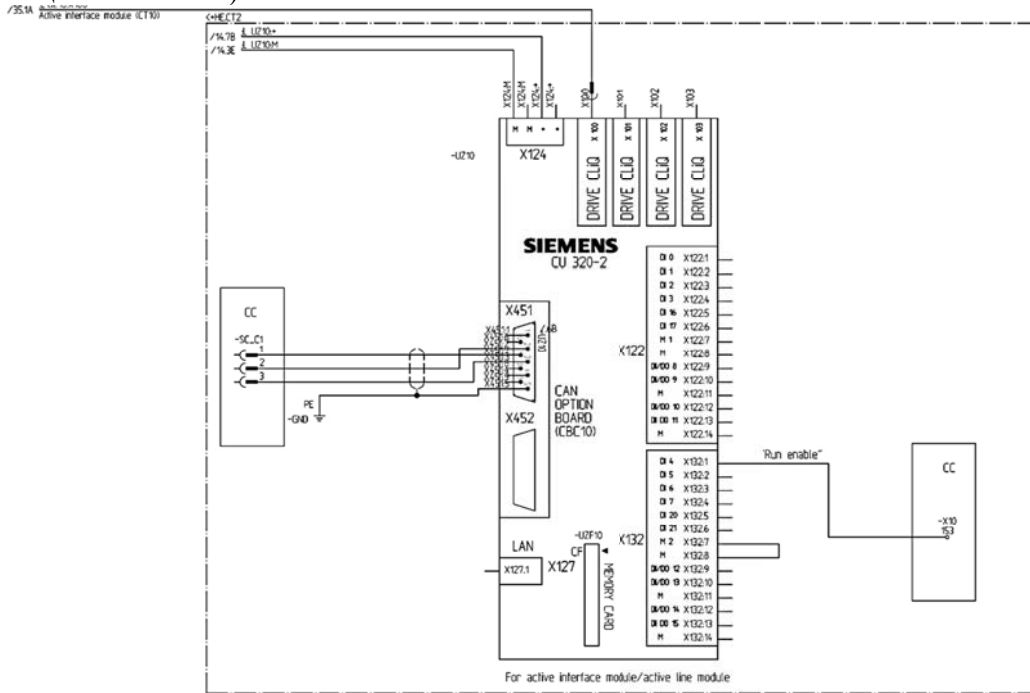 /35.1A
Active interface module (CT10)
<+HE.CT2
/14.7B UZ10:+
/14.3E UZ10:M
X124:M
X124:M
X124:+
X124:+
X100
X101
X102
X103
M M + +
X124
-UZ10
DRIVE CLiQ X 100
DRIVE CLiQ X 101
DRIVE CLiQ X 102
DRIVE CLiQ X 103
SIEMENS
CU 320-2
DI 0 X122:1
DI 1 X122:2
DI 2 X122:3
DI 3 X122:4
DI 16 X122:5
DI 17 X122:6
M 1 X122:7
M X122:8
DI/DO 8 X122:9
DI/DO 9 X122:10
M X122:11
DI/DO 10 X122:12
DI DO 11 X122:13
M X122:14
X122
CC
-SC_C1
1
2
3
PE
-GND
X451
X452
CAN
OPTION
BOARD
(CBC10)
DI 4 X132:1
DI 5 X132:2
DI 6 X132:3
DI 7 X132:4
DI 20 X132:5
DI 21 X132:6
M 2 X132:7
M X132:8
DI/DO 12 X132:9
DI/DO 13 X132:10
M X132:11
DI/DO 14 X132:12
DI DO 15 X132:13
M X132:14
X132
"Run enable"
CC
-X10
153
LAN
X127.1
X127
-UZF10
CF
MEMORY CARD
For active interface module/active line module